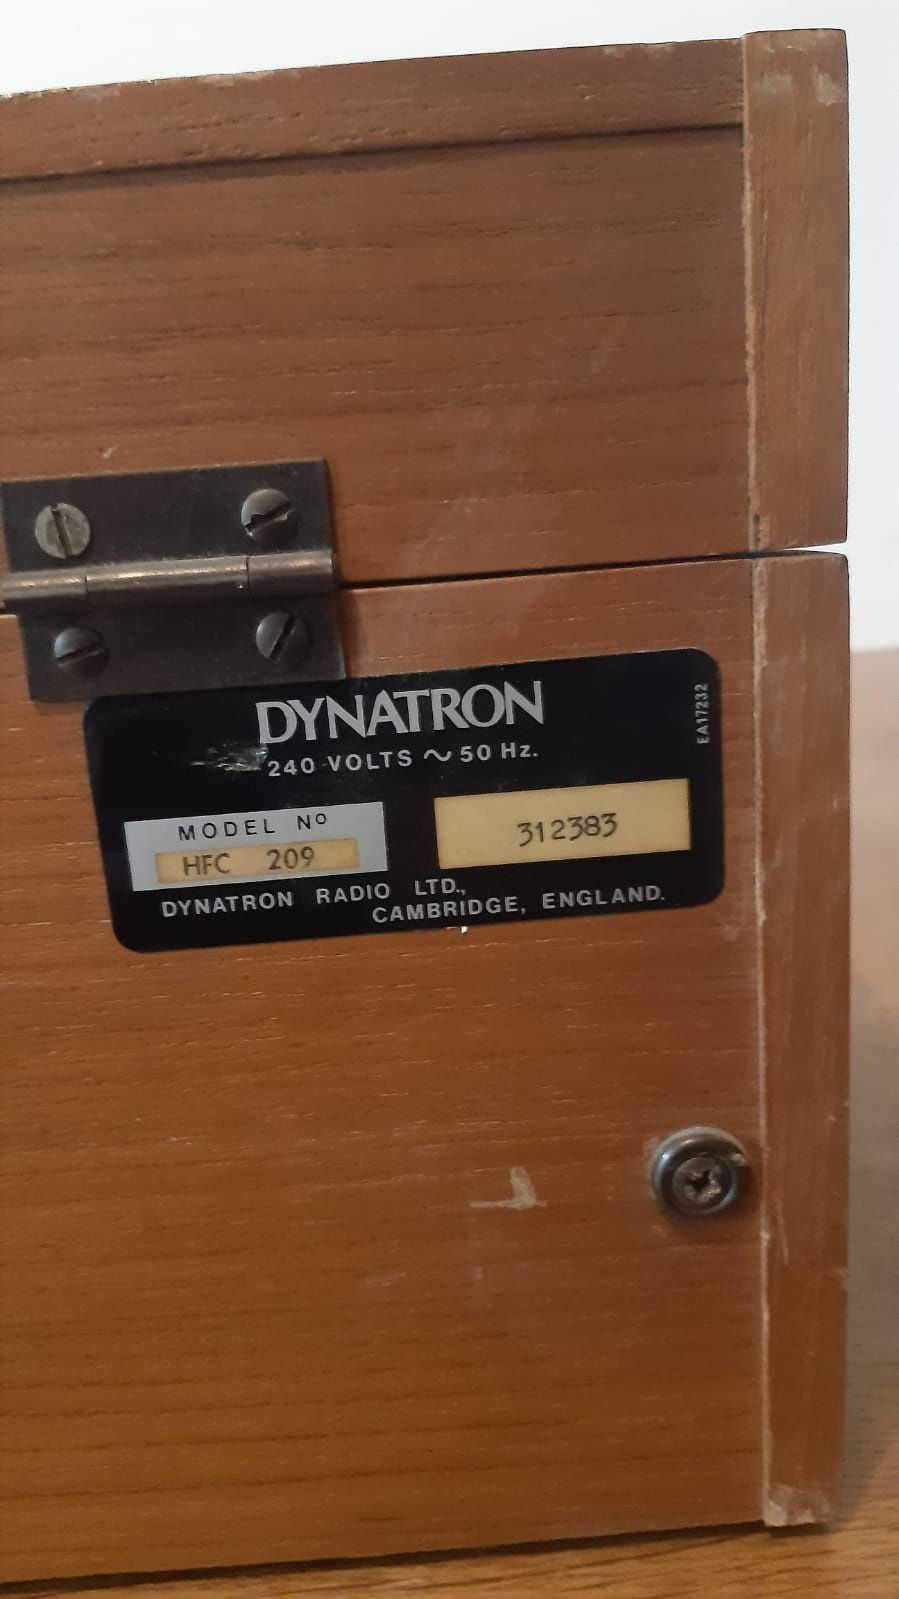 DYNATRON
240 VOLTS ~ 50 Hz.
EA17232
MODEL Nº
HFC 209
312383
DYNATRON RADIO LTD.,
CAMBRIDGE, ENGLAND.